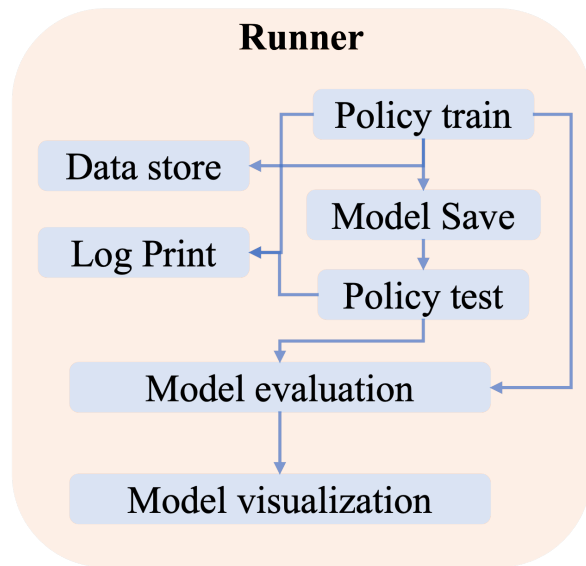 Runner
Policy train
Data store
Model Save
Log Print
Policy test
Model evaluation
Model visualization